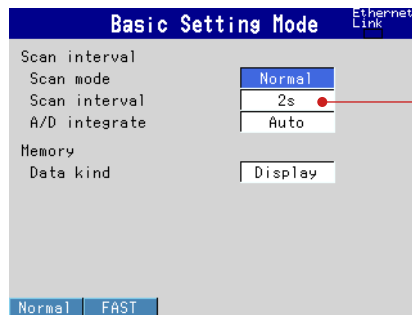 Basic Setting Mode
Ethernet
Link
Scan interval
Scan mode Normal
Scan interval 2s
A/D integrate Auto
Memory
Data kind Display
Normal FAST